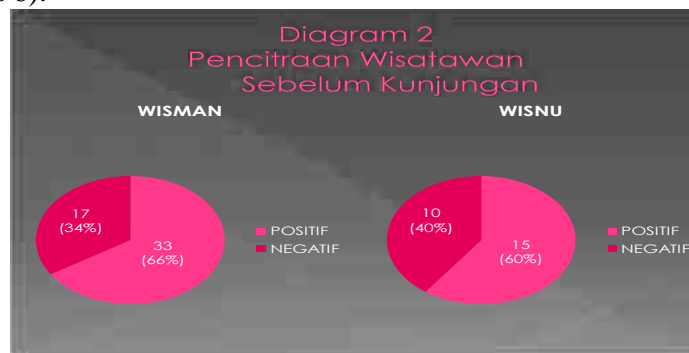 Diagram 2
Pencitraan Wisatawan
Sebelum Kunjungan
WISMAN
WISNU
17
(34%)
33
(66%)
POSITIF
NEGATIF
10
(40%)
15
(60%)
POSITIF
NEGATIF